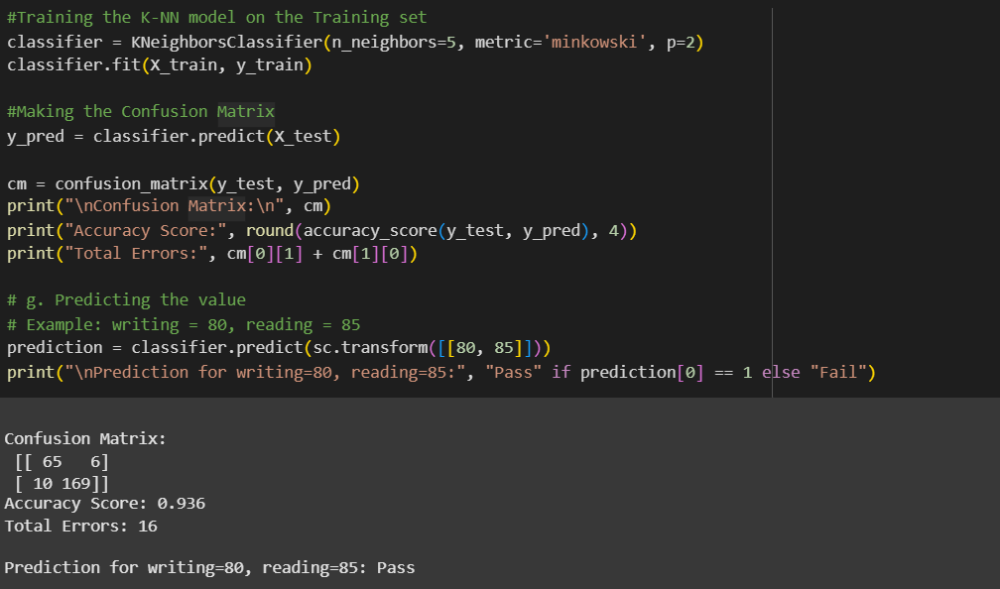 #Training the K-NN model on the Training set
classifier = KNeighborsClassifier(n_neighbors=5, metric='minkowski', p=2)
classifier.fit(X_train, y_train)
#Making the Confusion Matrix
y_pred = classifier.predict(X_test)
cm = confusion_matrix(y_test, y_pred)
print("\nConfusion Matrix:\n", cm)
print("Accuracy Score:", round(accuracy_score(y_test, y_pred), 4))
print("Total Errors:", cm[0][1] + cm[1][0])
# g. Predicting the value
# Example: writing = 80, reading = 85
prediction = classifier.predict(sc.transform([[80, 85]]))
print("\nPrediction for writing=80, reading=85:", "Pass" if prediction[0] == 1 else "Fail")
Confusion Matrix:
[[ 65   6]
[ 10 169]]
Accuracy Score: 0.936
Total Errors: 16
Prediction for writing=80, reading=85: Pass